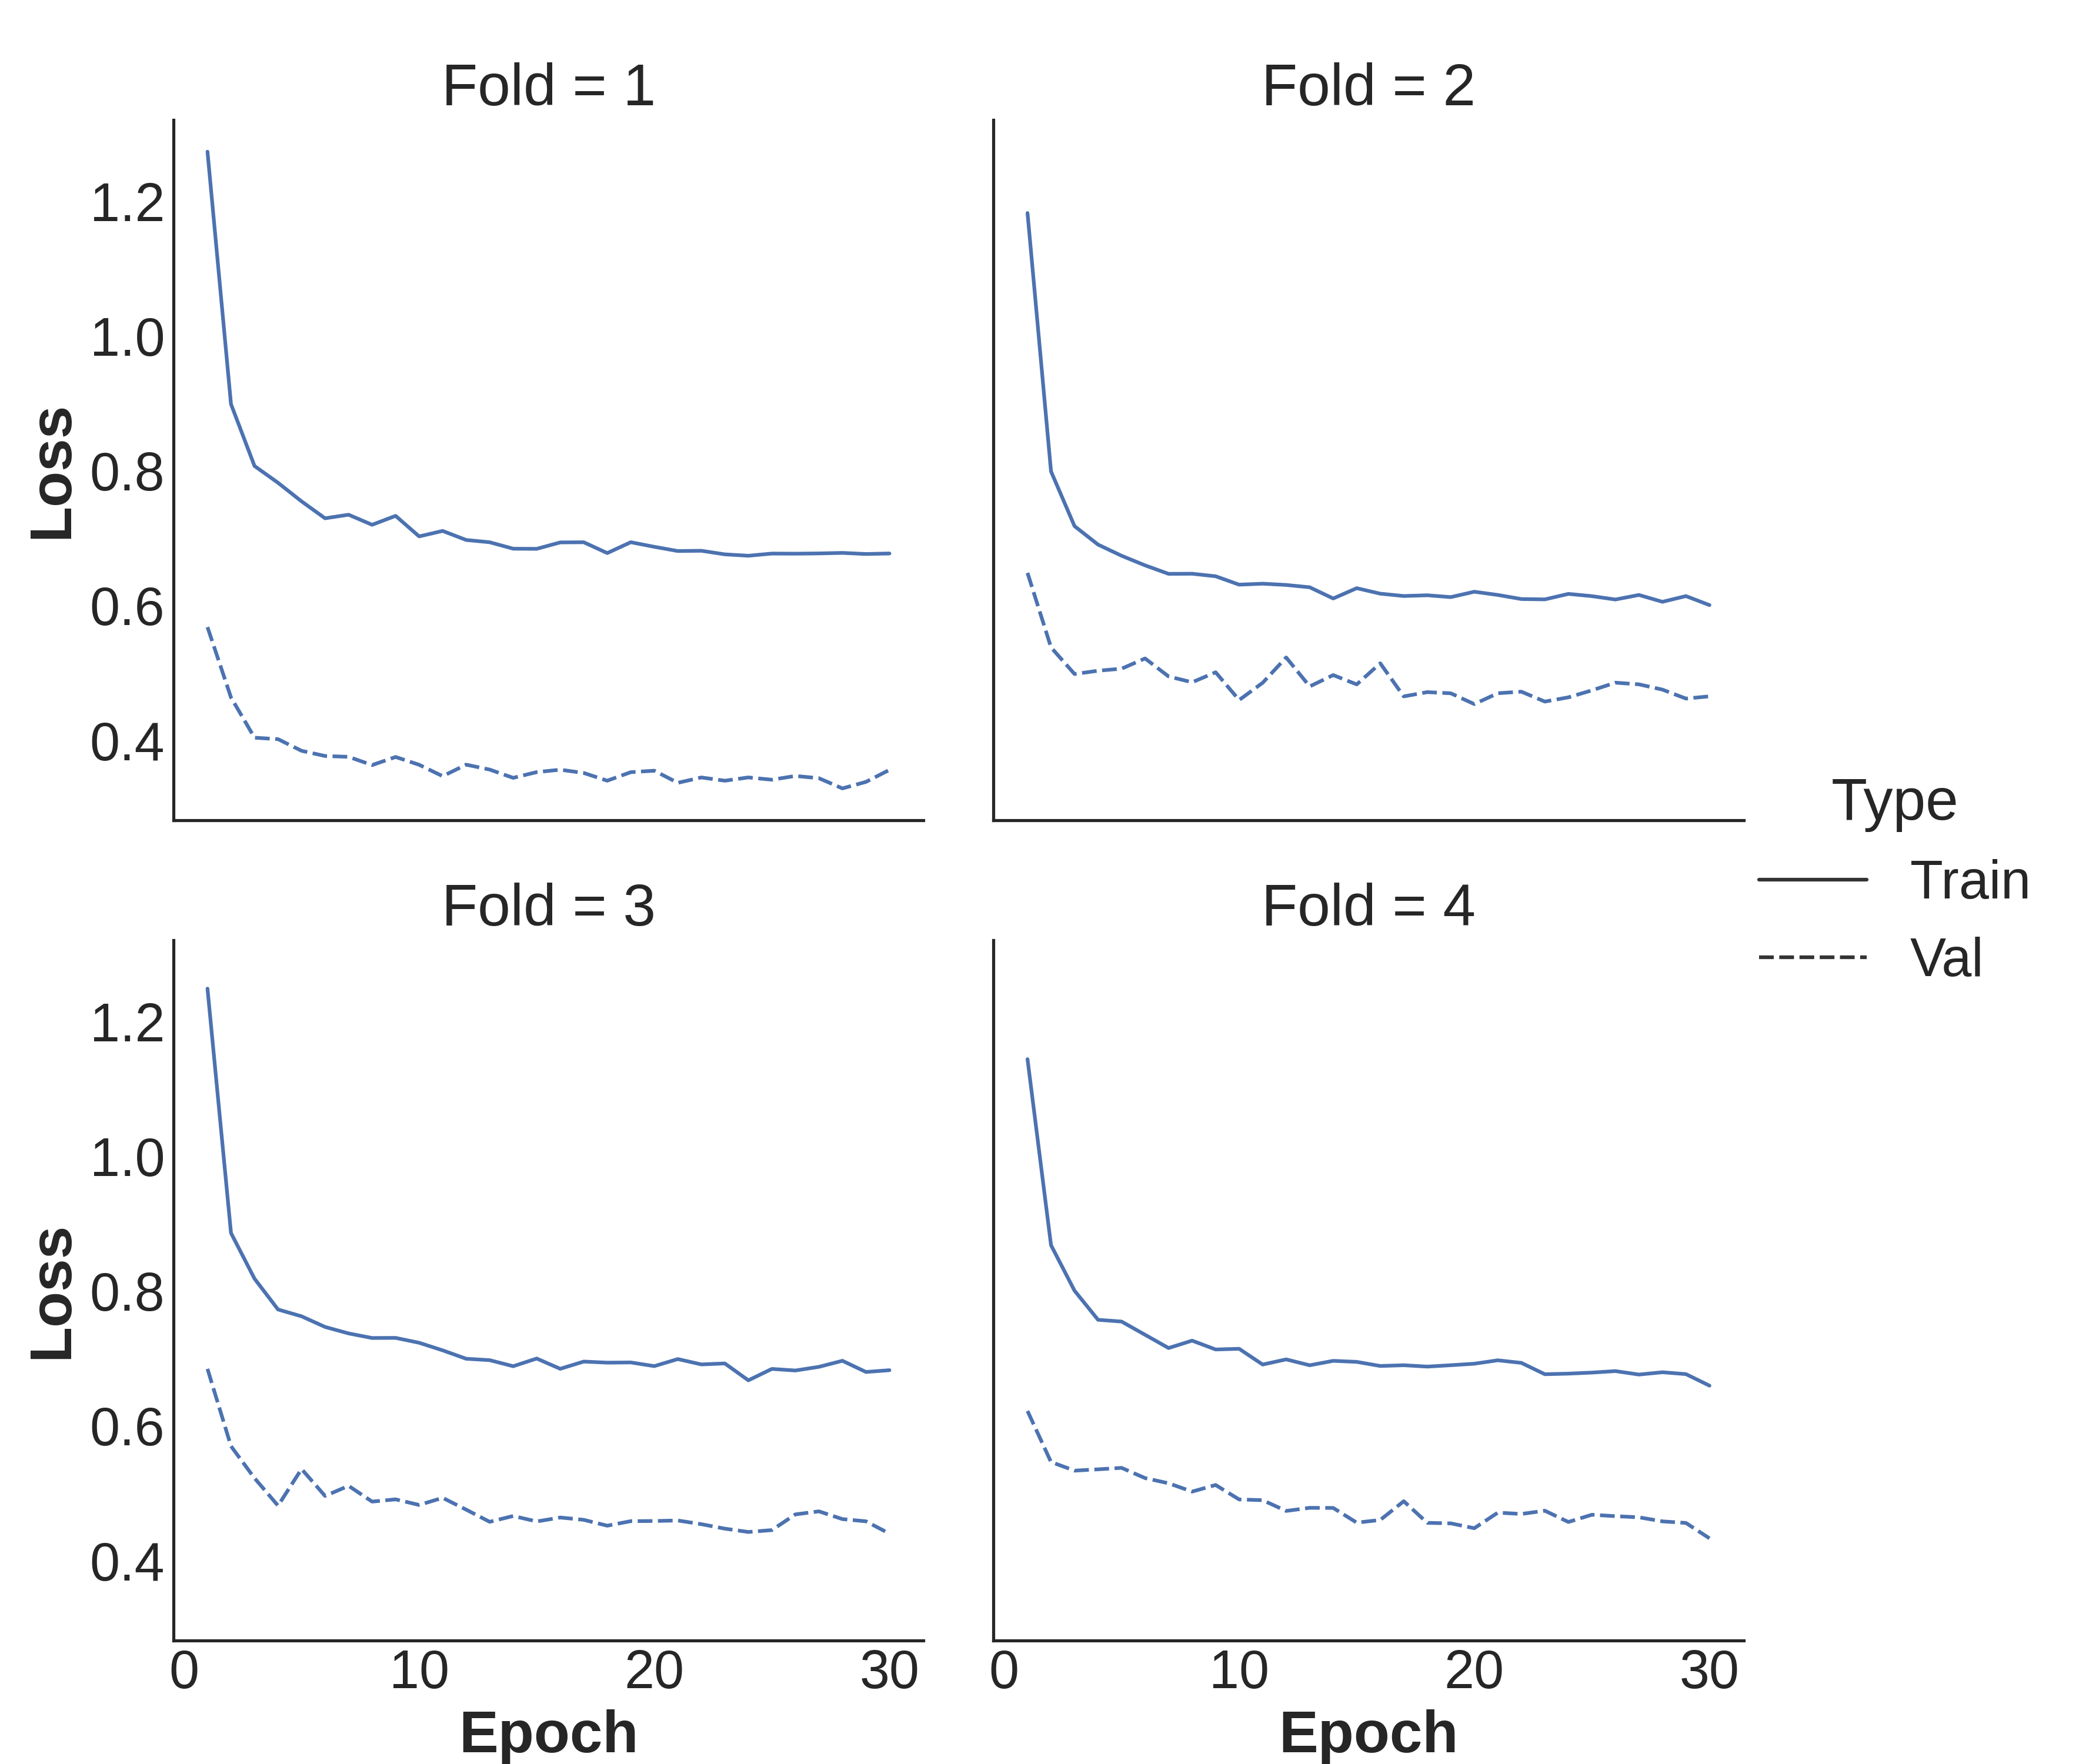 Fold = 1
Fold = 2
Loss
1.2
1.0
0.8
0.6
0.4
Fold = 3
Fold = 4
Loss
1.2
1.0
0.8
0.6
0.4
0 10 20 30
0 10 20 30
Epoch
Epoch
Type
Train
Val